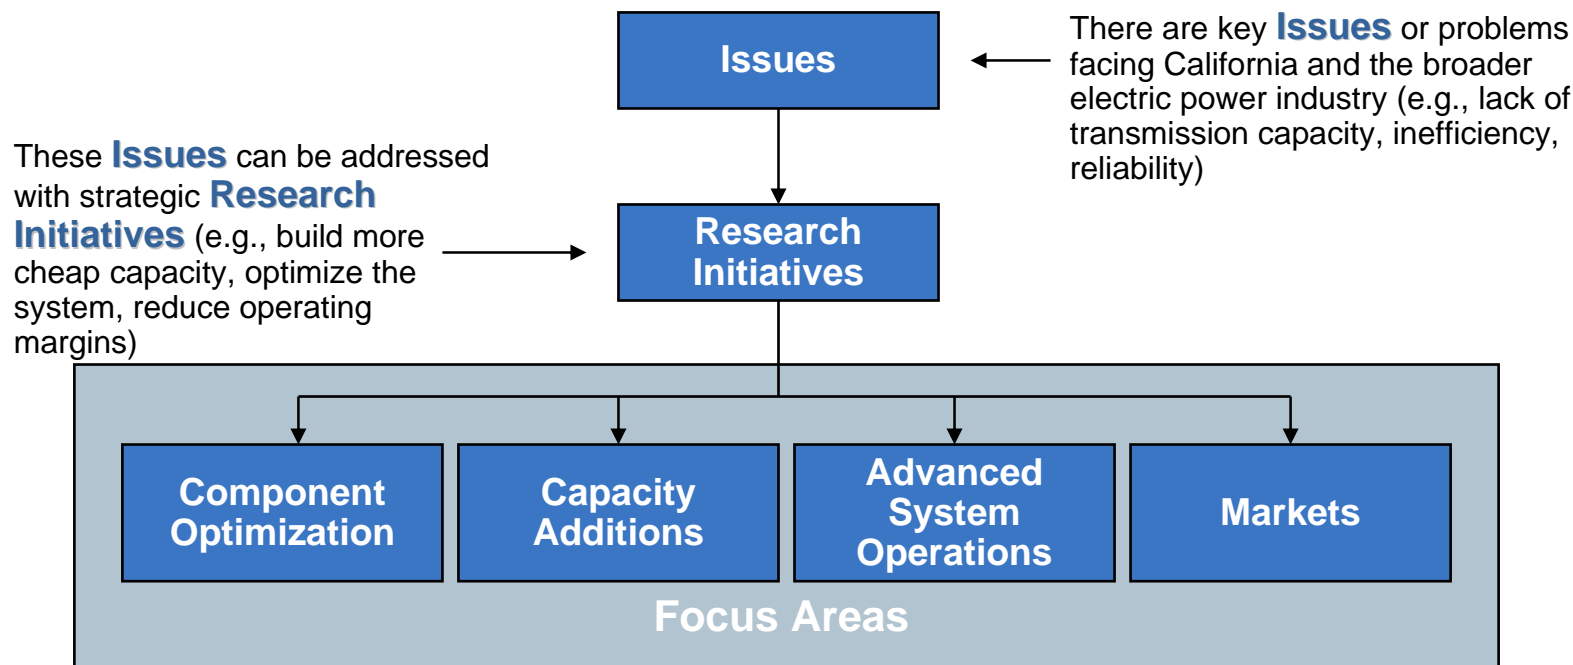 Issues
There are key Issues or problems
facing California and the broader
electric power industry (e.g., lack of
transmission capacity, inefficiency,
reliability)
These Issues can be addressed
with strategic Research
Initiatives (e.g., build more
cheap capacity, optimize the
system, reduce operating
margins)
Research
Initiatives
Component
Optimization
Capacity
Additions
Advanced
System
Operations
Markets
Focus Areas